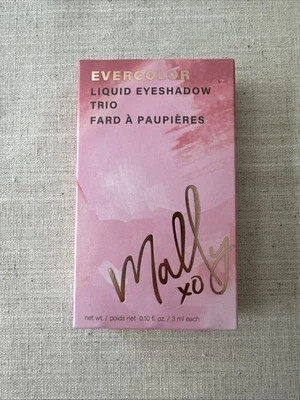 EVERCOLOR
LIQUID EYESHADOW
TRIO
FARD À PAUPIÈRES
Mally
xo
net wt. / poids net 0.10 fl. oz. / 3 ml each